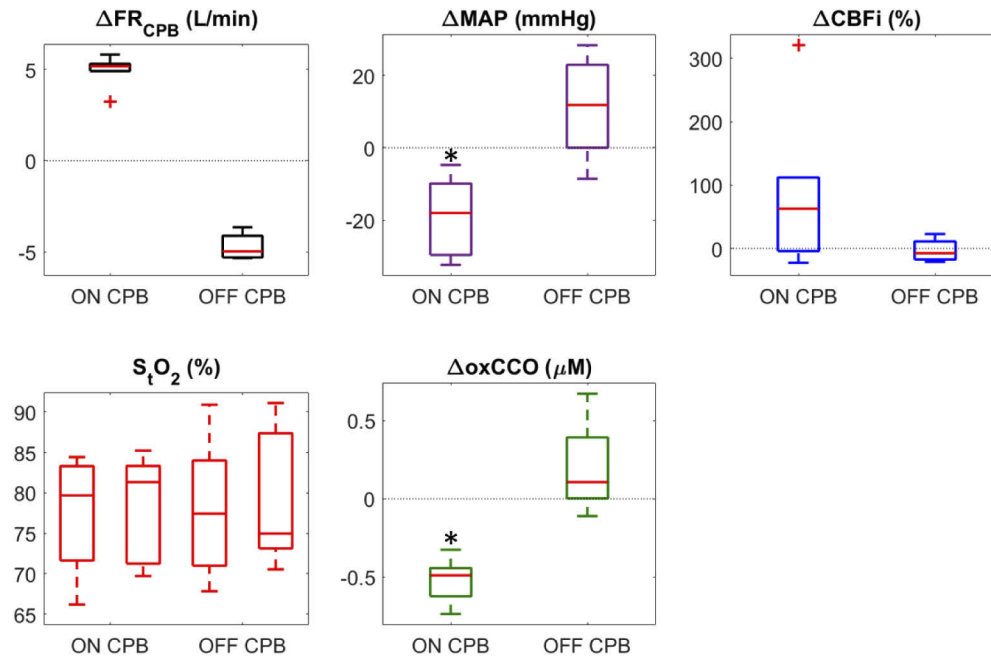 ΔFR_CPB (L/min)
5
0
-5
ON CPB OFF CPB
ΔMAP (mmHg)
20
0
-20
*
ON CPB OFF CPB
ΔCBFi (%)
300
200
100
0
ON CPB OFF CPB
S_tO_2 (%)
90
85
80
75
70
65
ON CPB OFF CPB
ΔoxCCO (μM)
0.5
0
-0.5
*
ON CPB OFF CPB